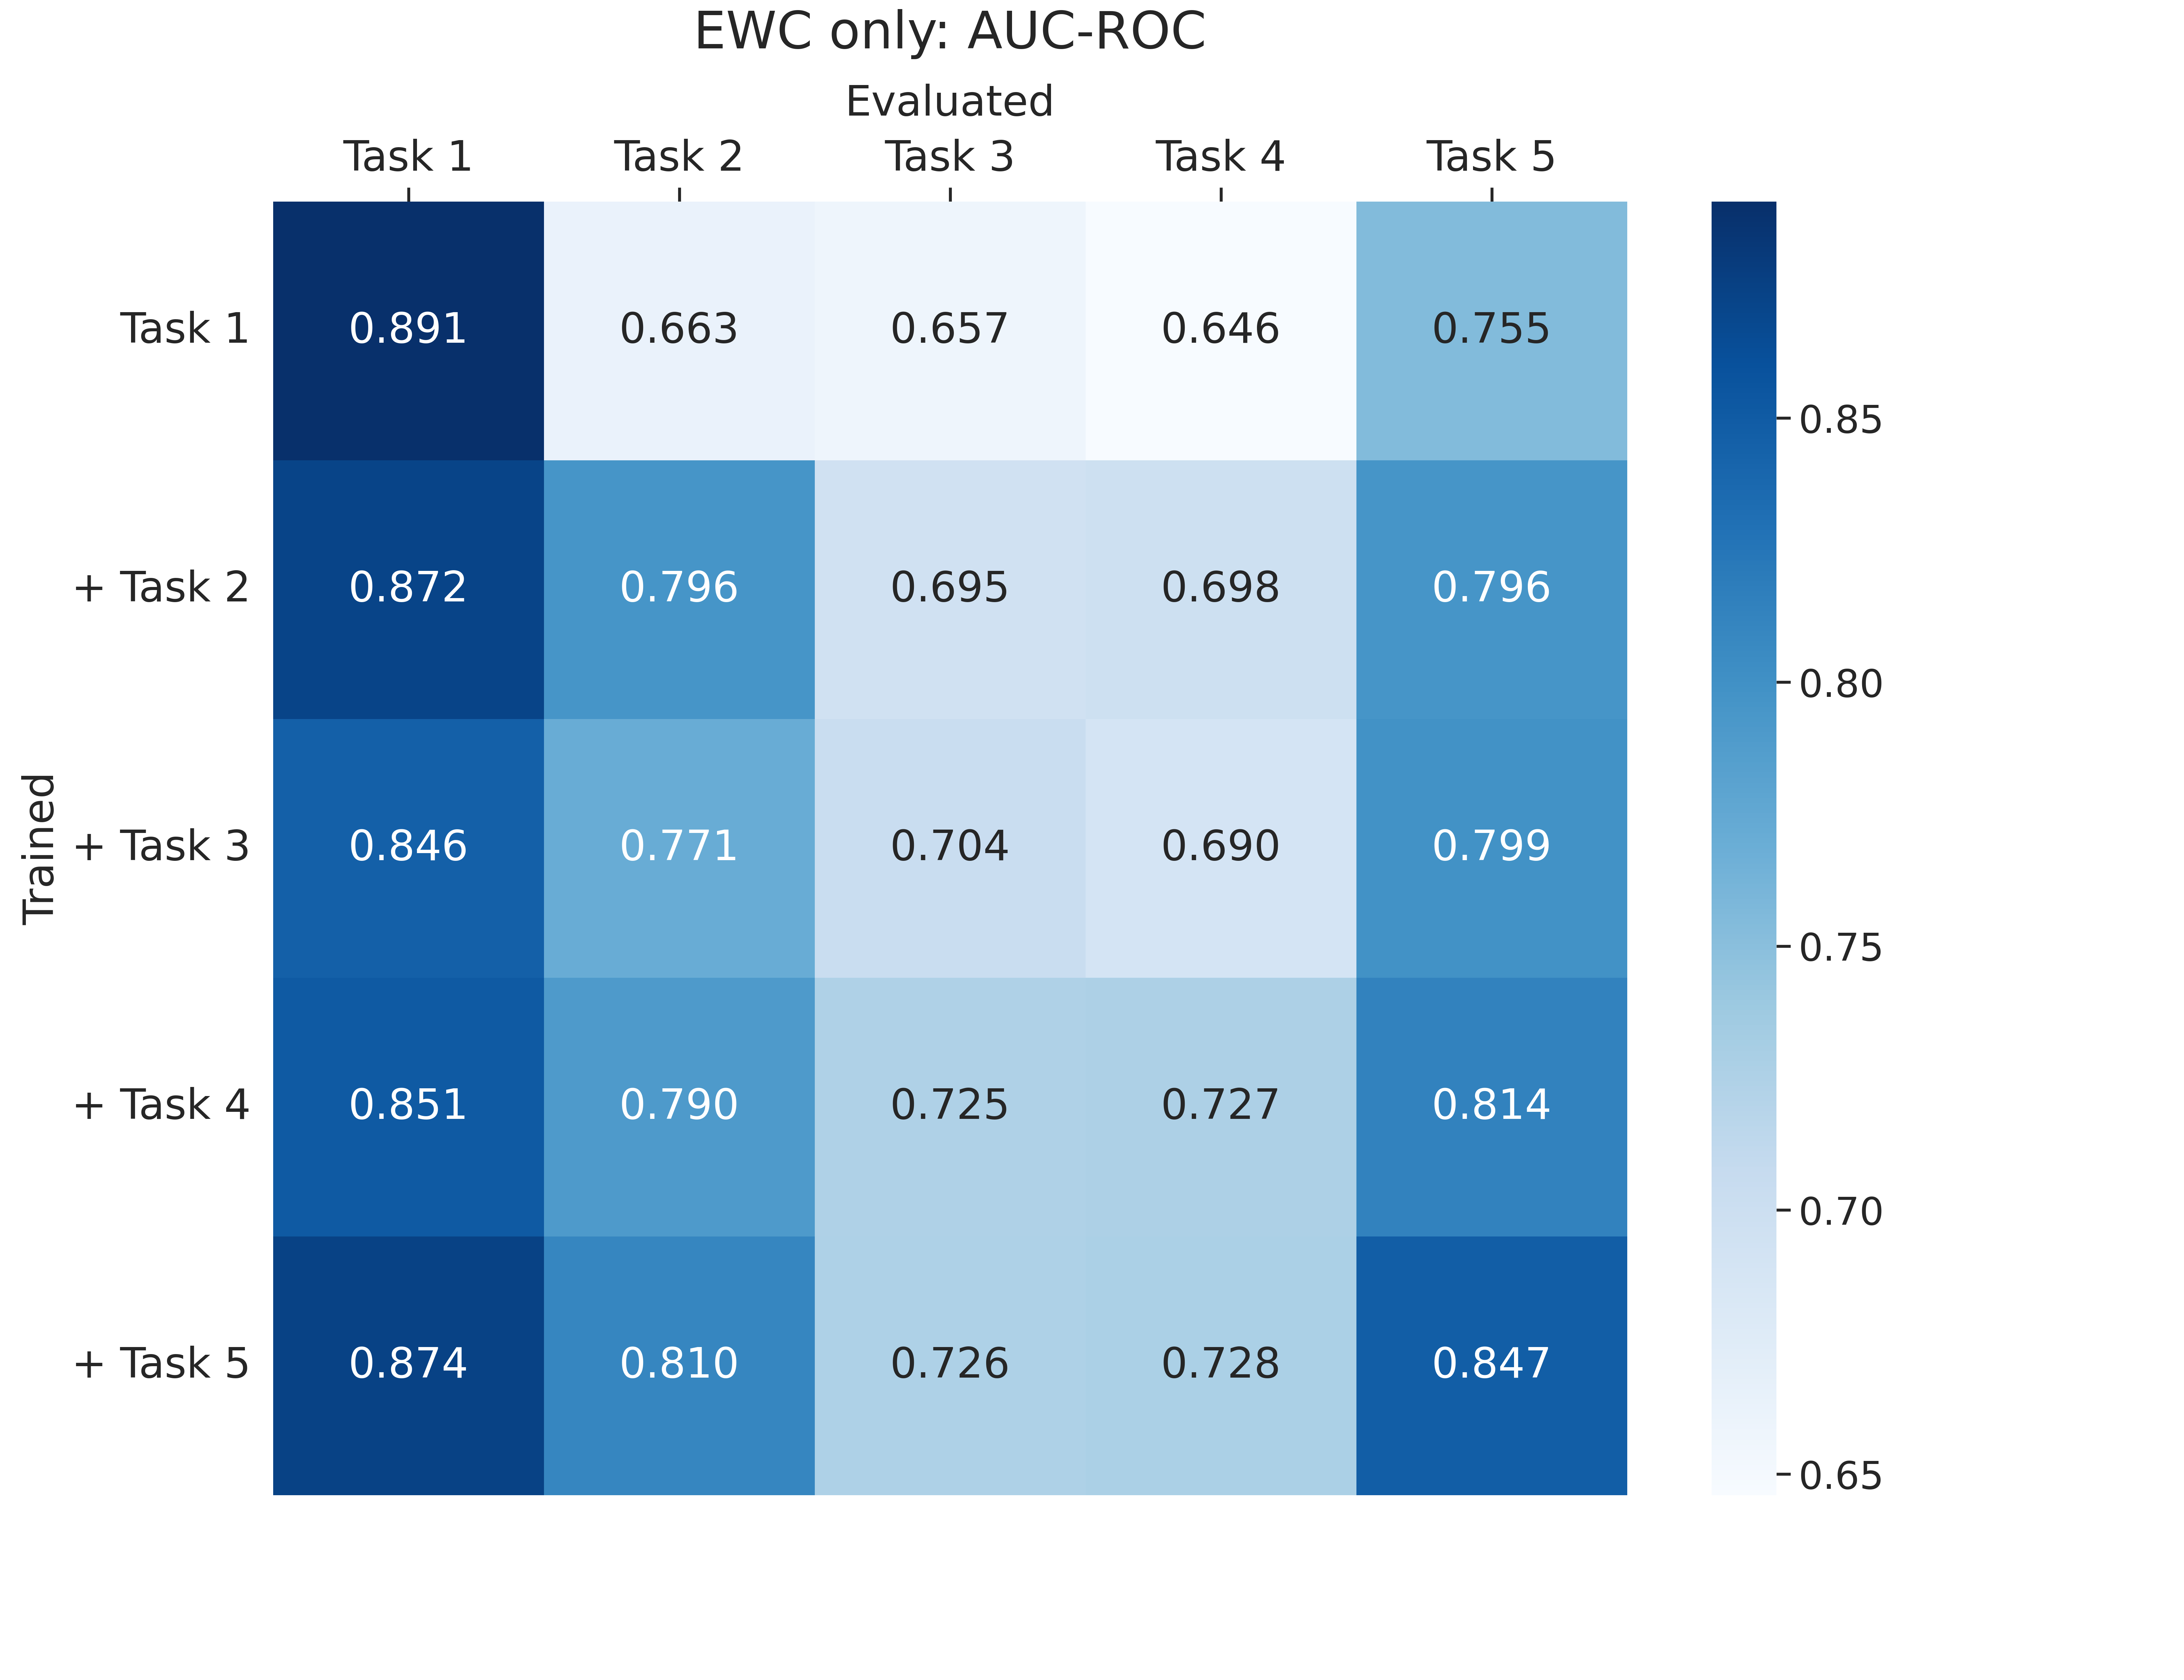 EWC only: AUC-ROC
Evaluated
Task 1 Task 2 Task 3 Task 4 Task 5
Task 1 0.891 0.663 0.657 0.646 0.755
+ Task 2 0.872 0.796 0.695 0.698 0.796
+ Task 3 0.846 0.771 0.704 0.690 0.799
+ Task 4 0.851 0.790 0.725 0.727 0.814
+ Task 5 0.874 0.810 0.726 0.728 0.847
Trained
0.85
0.80
0.75
0.70
0.65